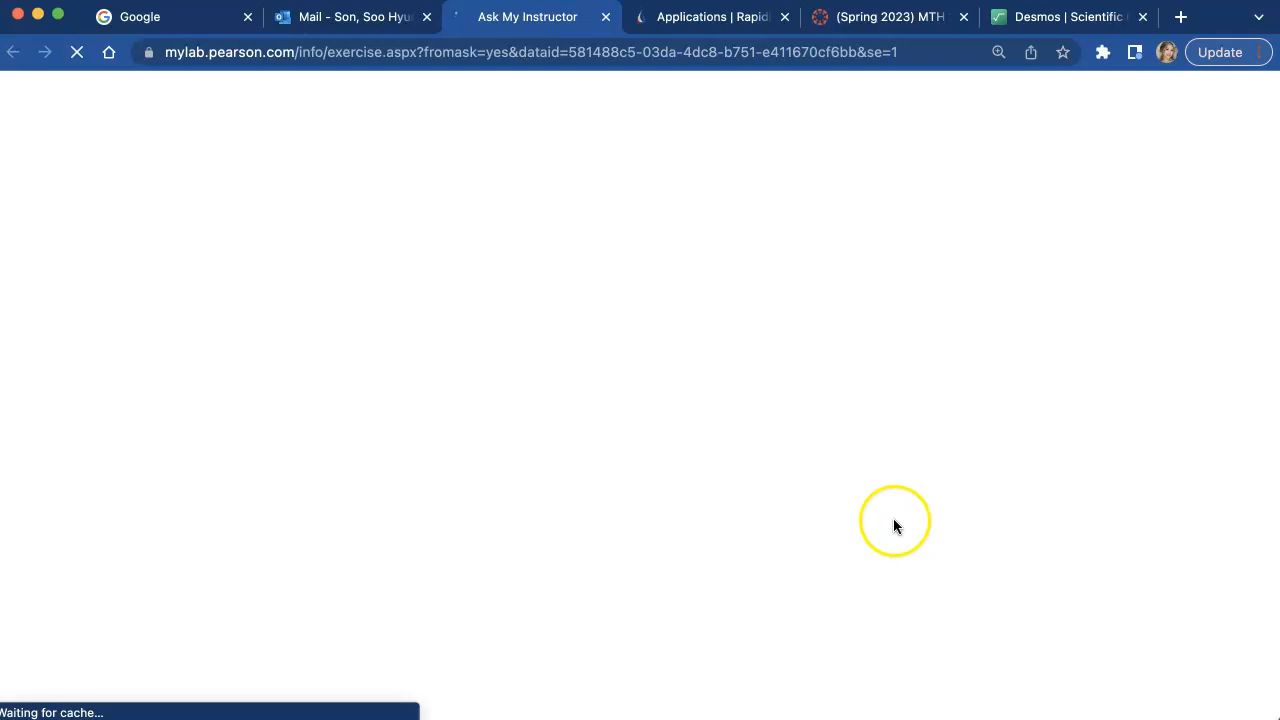 Google
Mail - Son, Soo Hyu
Ask My Instructor
Applications | Rapid
(Spring 2023) MTH
Desmos | Scientific
mylab.pearson.com/info/exercise.aspx?fromask=yes&dataid=581488c5-03da-4dc8-b751-e411670cf6bb&se=1
Update
Waiting for cache...